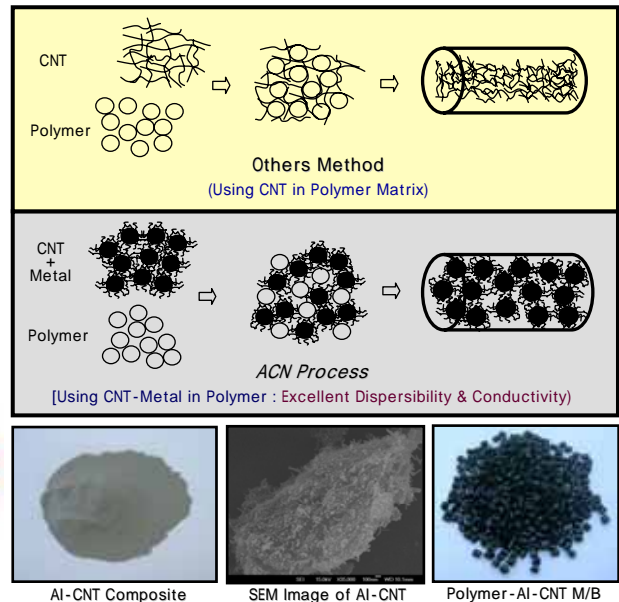 CNT
Polymer
Others Method
(Using CNT in Polymer Matrix)
CNT
+
Metal
Polymer
ACN Process
[Using CNT-Metal in Polymer : Excellent Dispersibility & Conductivity)
Al-CNT Composite
SEM Image of Al-CNT
Polymer-Al-CNT M/B